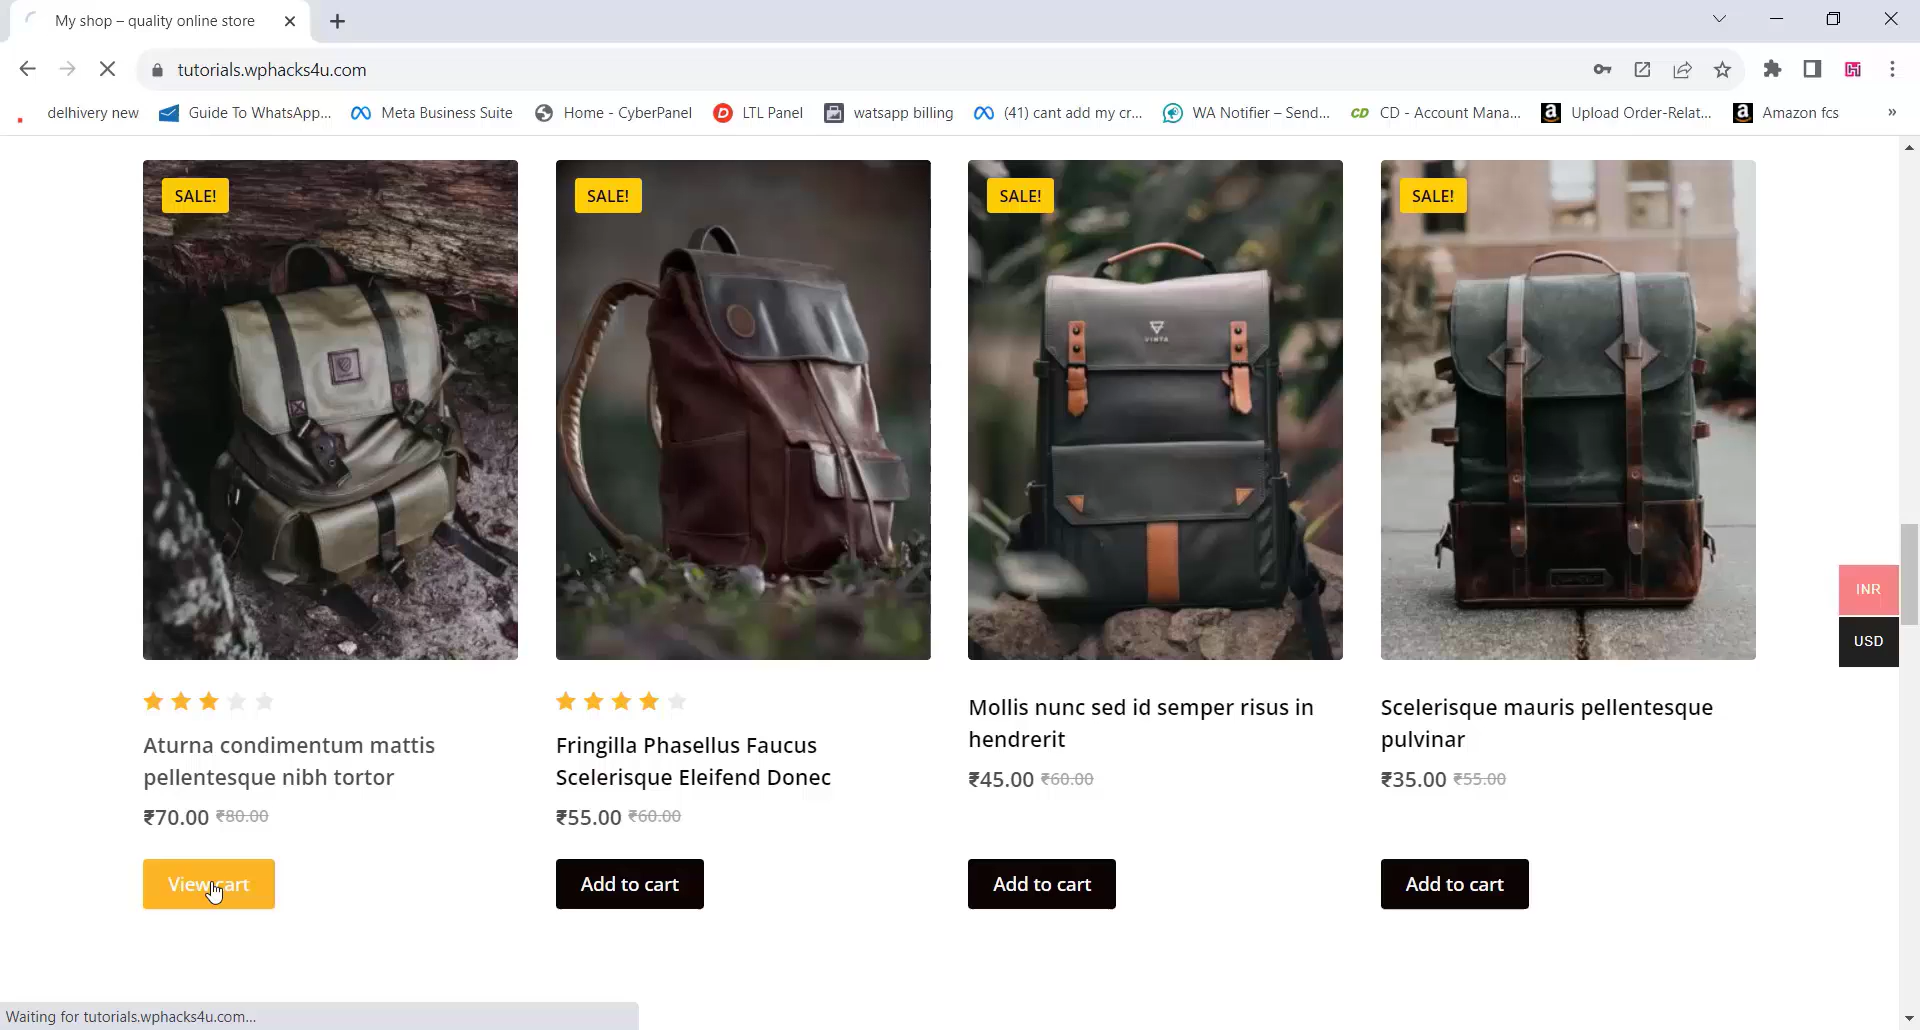 My shop – quality online store
tutorials.wphacks4u.com
delhivery new
Guide To WhatsApp...
Meta Business Suite
Home - CyberPanel
LTL Panel
watsapp billing
(41) cant add my cr...
WA Notifier – Send...
CD CD - Account Mana...
a Upload Order-Relat...
a Amazon fcs
»
SALE!
SALE!
SALE!
SALE!
VINTA
INR
USD
Aturna condimentum mattis
pellentesque nibh tortor
₹70.00 ₹80.00
View cart
Fringilla Phasellus Faucus
Scelerisque Eleifend Donec
₹55.00 ₹60.00
Add to cart
Mollis nunc sed id semper risus in
hendrerit
₹45.00 ₹60.00
Add to cart
Scelerisque mauris pellentesque
pulvinar
₹35.00 ₹55.00
Add to cart
Waiting for tutorials.wphacks4u.com...